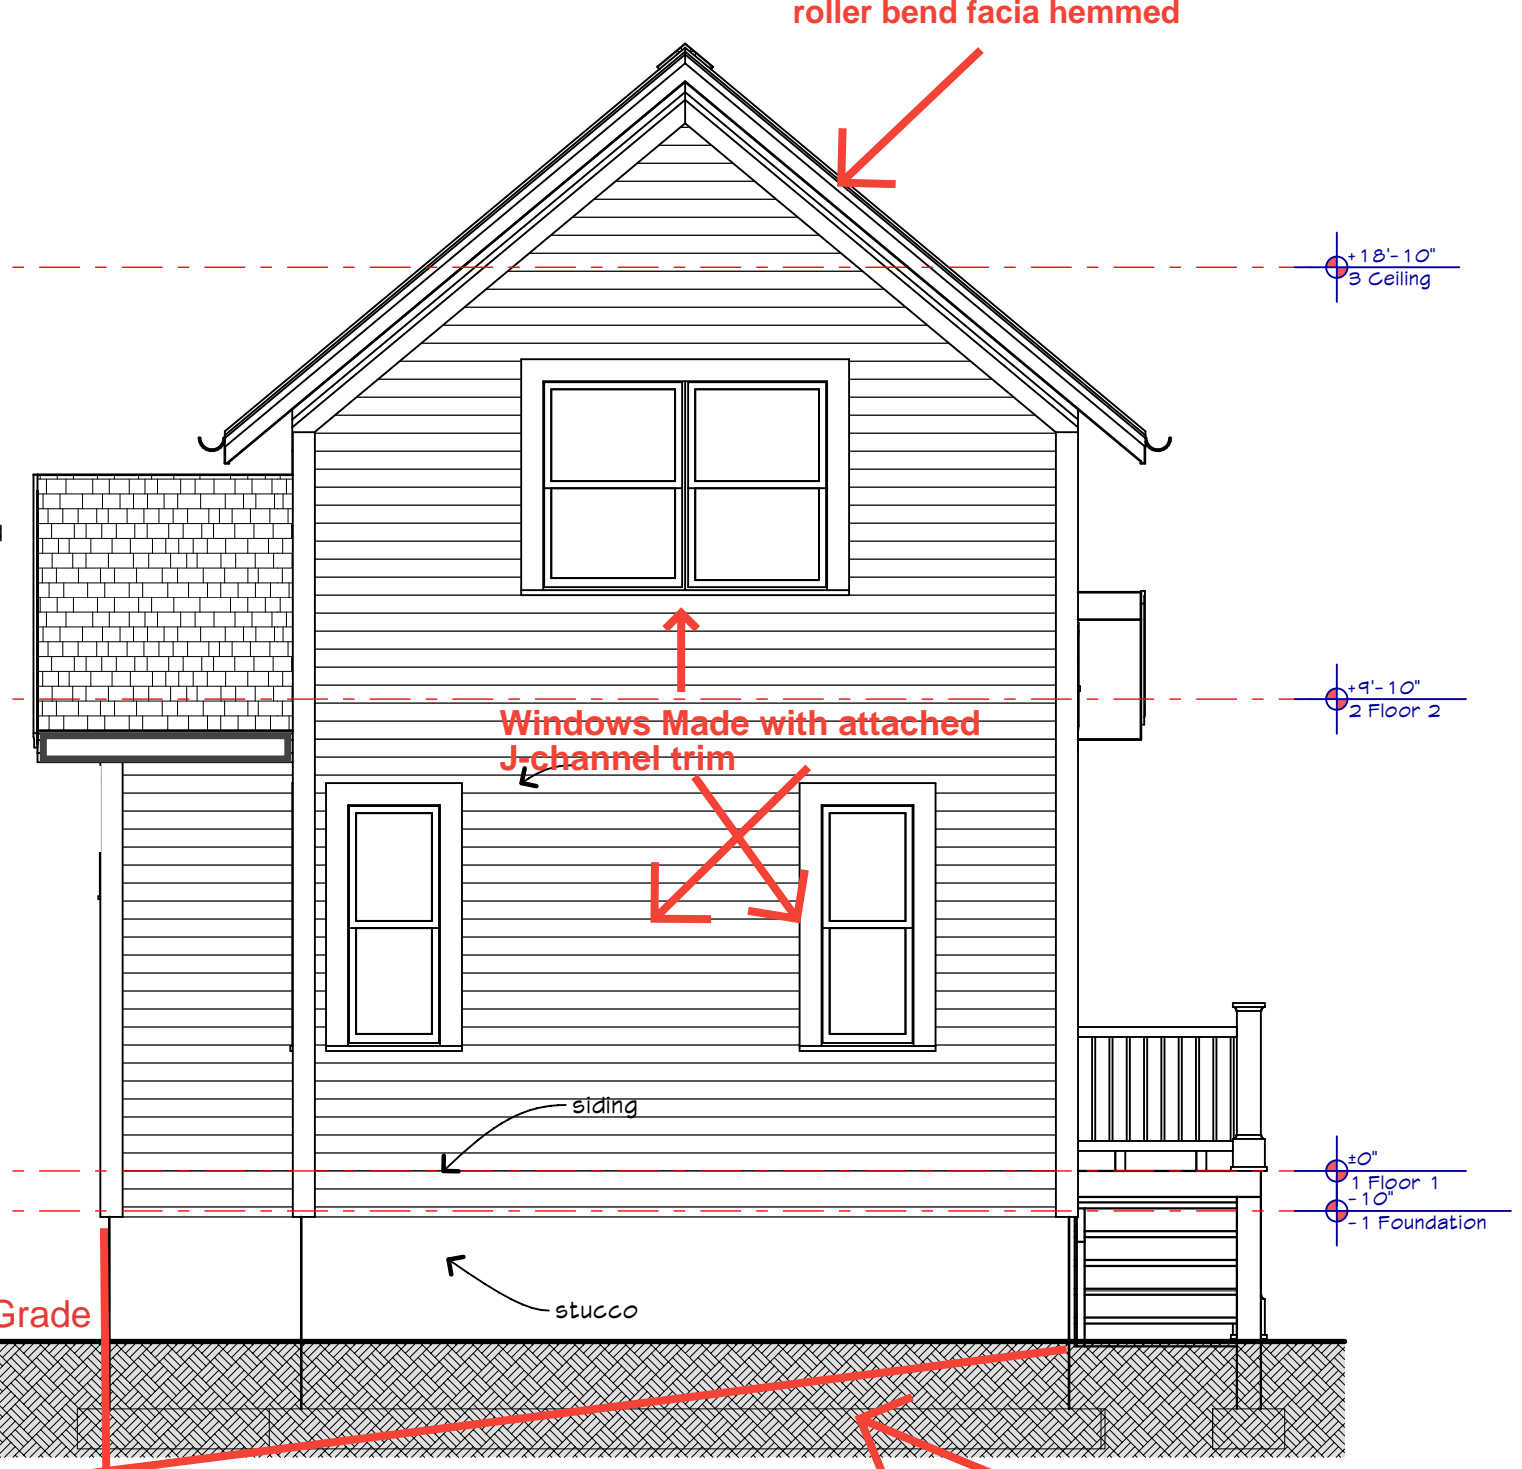 roller bend facia hemmed
+18'-10"
3 Ceiling
+9'-10"
2 Floor 2
Windows Made with attached
J-channel trim
siding
±0"
1 Floor 1
-10"
-1 Foundation
stucco
Grade